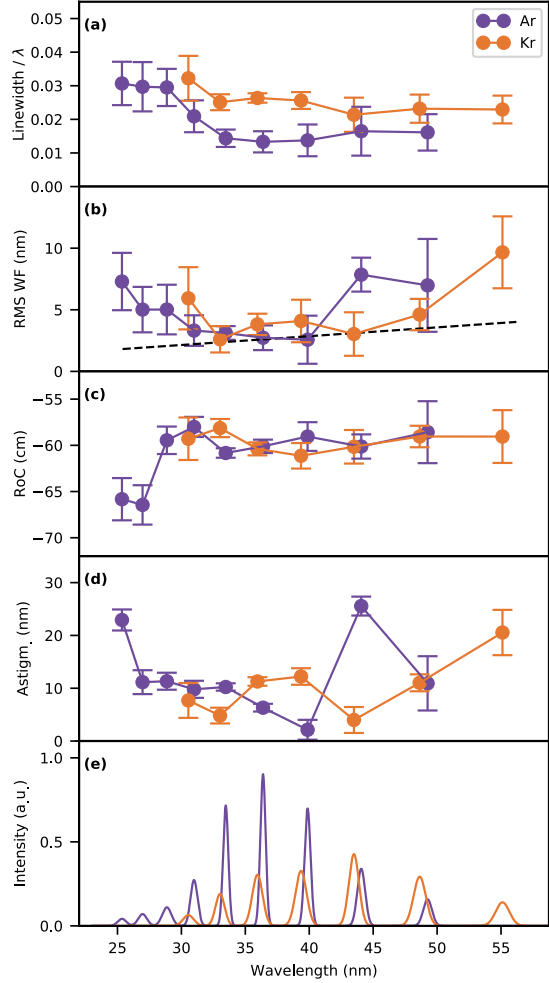 (a)
Ar
Kr
Linewidth / λ
0.05
0.04
0.03
0.02
0.01
0.00
(b)
RMS WF (nm)
10
5
0
(c)
RoC (cm)
−55
−60
−65
−70
(d)
Astigm. (nm)
30
20
10
0
(e)
Intensity (a.u.)
1.0
0.5
0.0
25 30 35 40 45 50 55
Wavelength (nm)